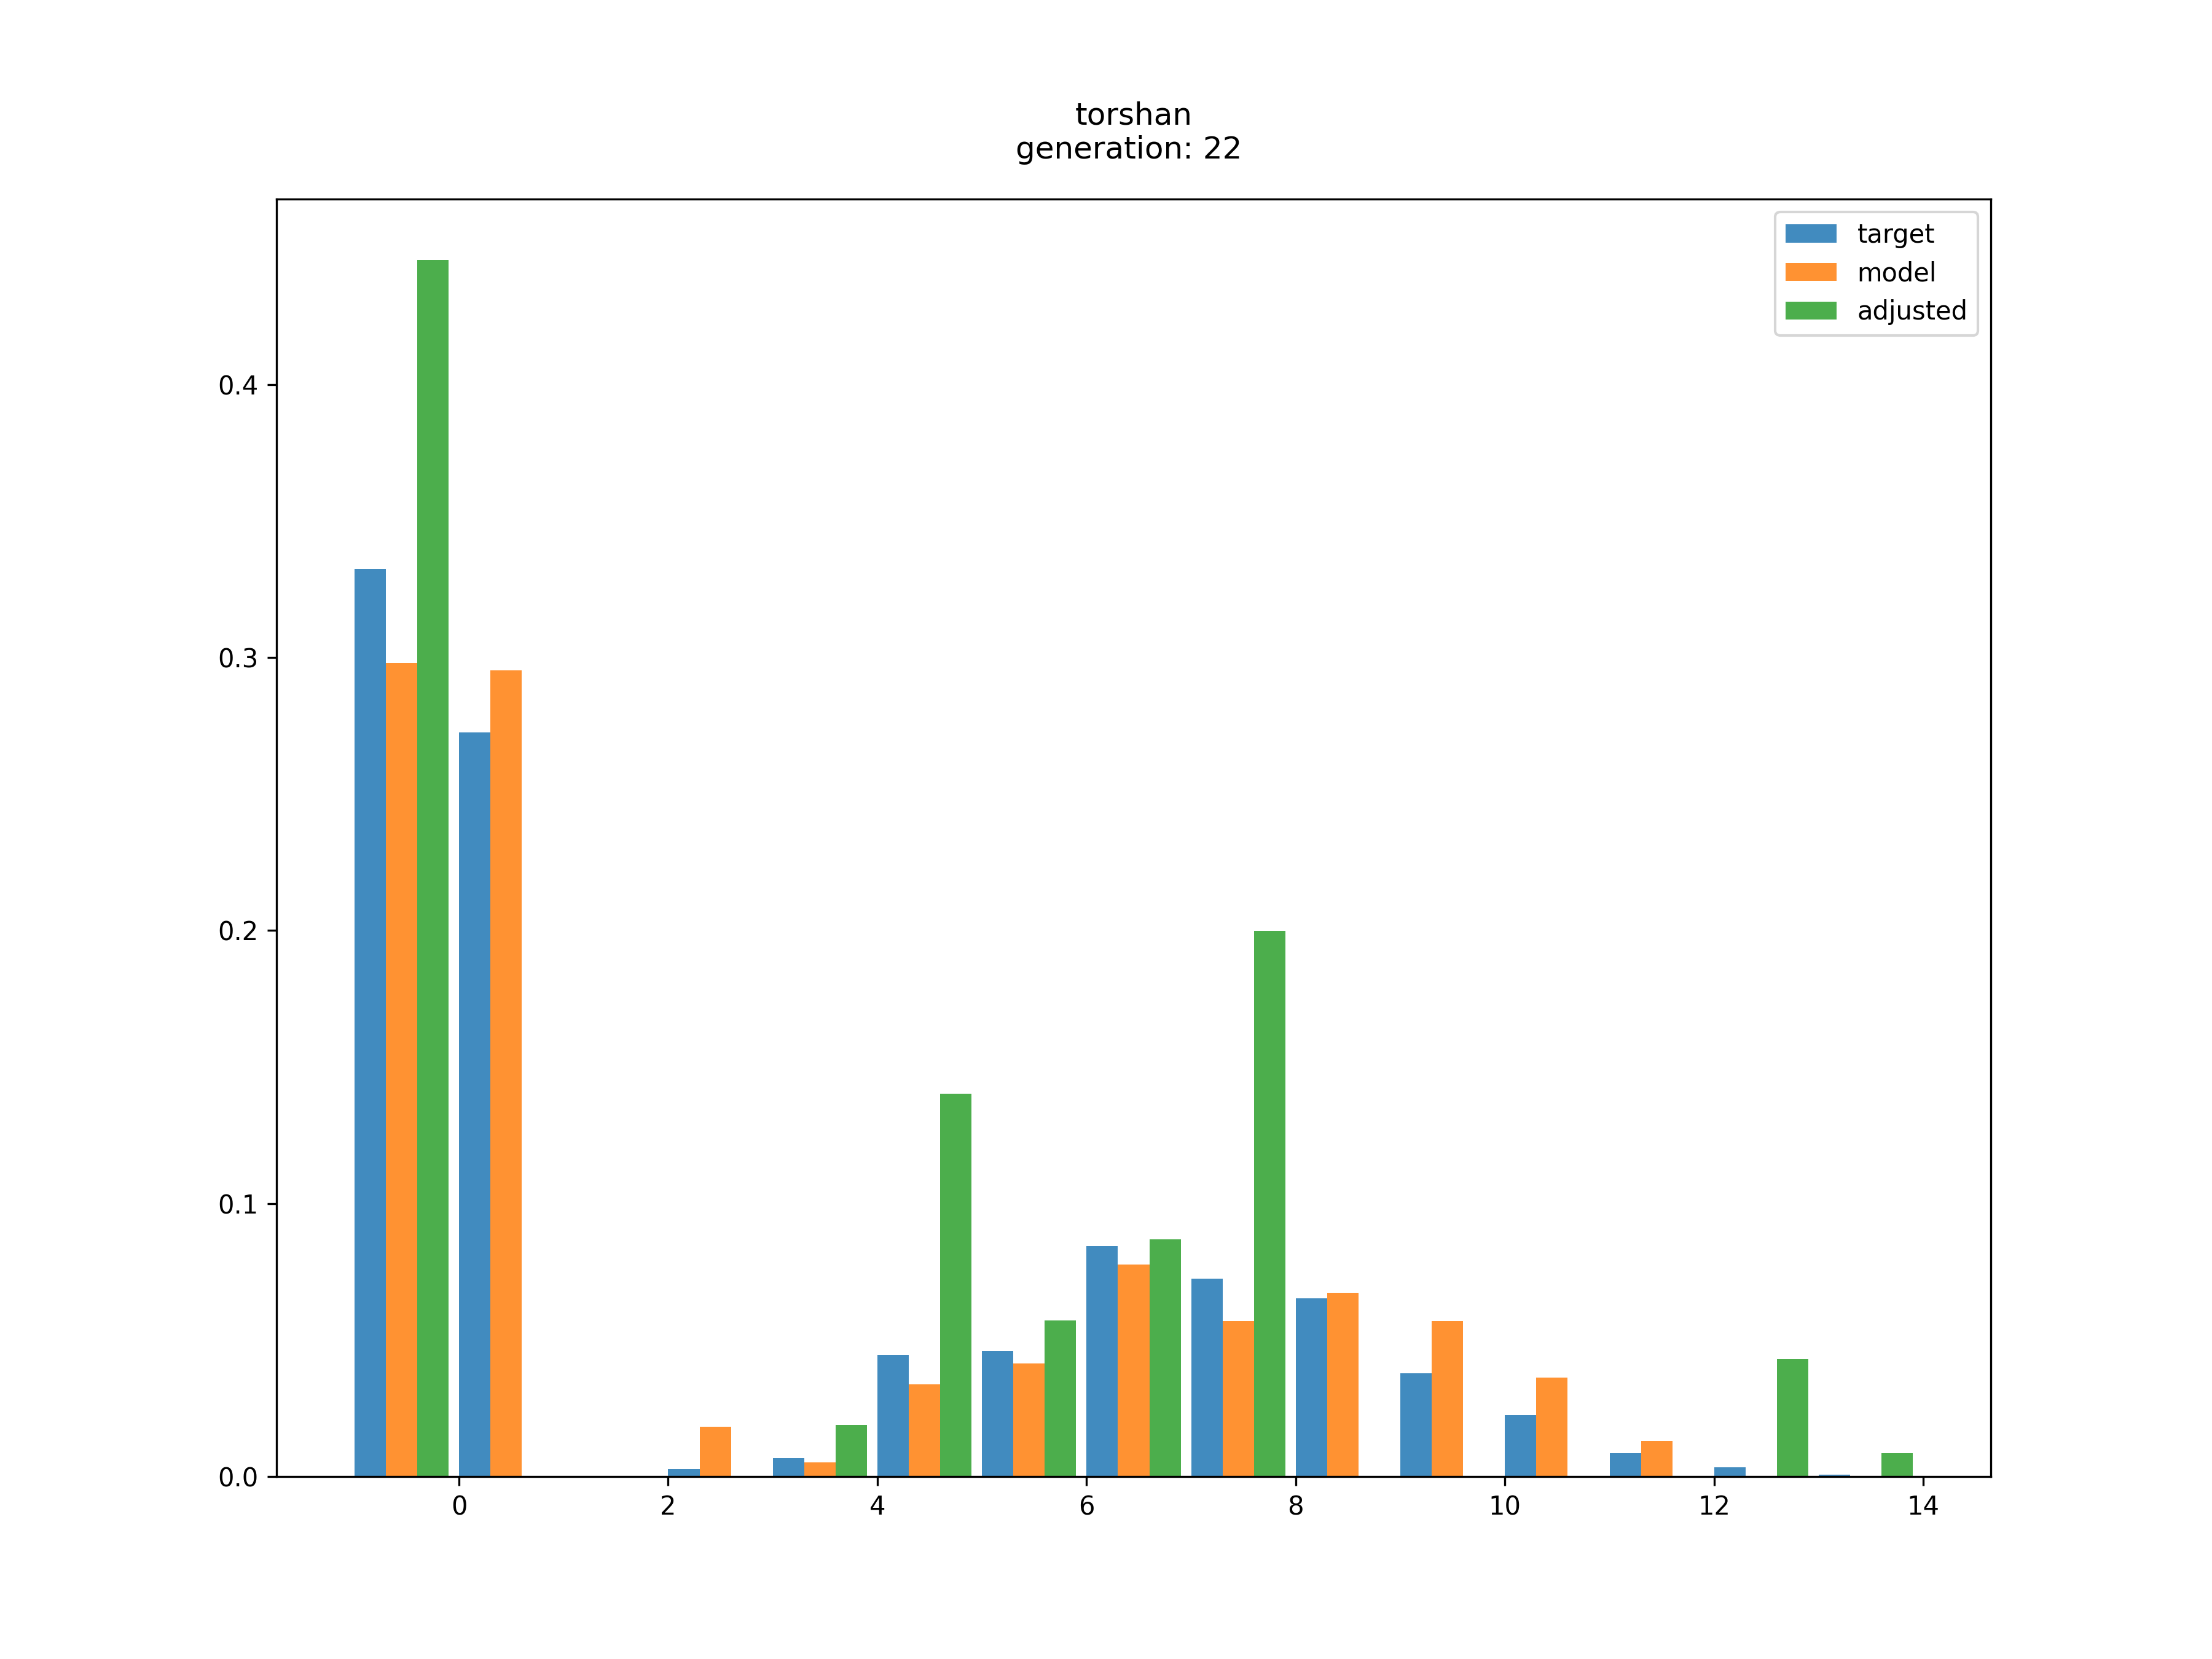 torshan
generation: 22
target
model
adjusted
0.4
0.3
0.2
0.1
0.0
0 2 4 6 8 10 12 14